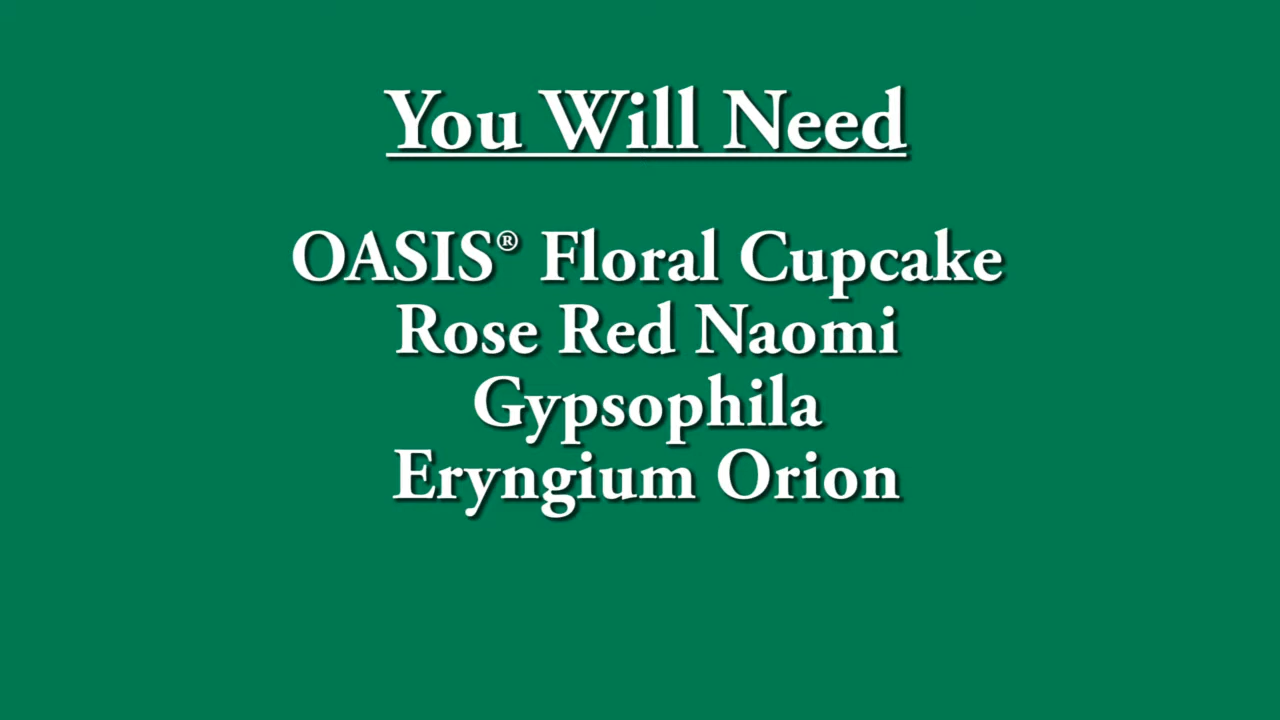 You Will Need
OASIS® Floral Cupcake
Rose Red Naomi
Gypsophila
Eryngium Orion